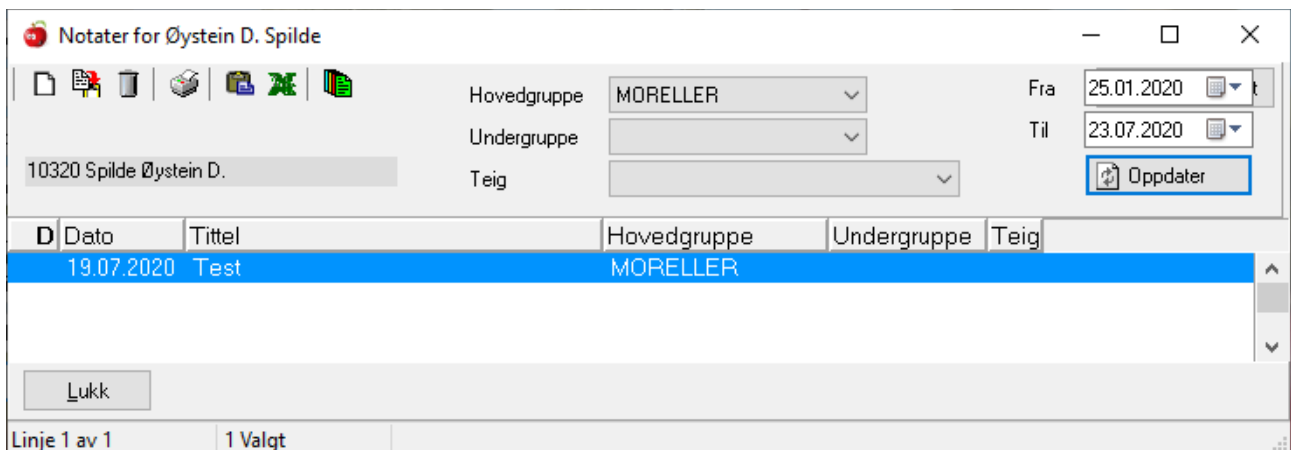 Notater for Øystein D. Spilde
Hovedgruppe MORELLER Fra 25.01.2020
Undergruppe Til 23.07.2020
10320 Spilde Øystein D. Teig Oppdater
D Dato Tittel Hovedgruppe Undergruppe Teig
19.07.2020 Test MORELLER
Lukk
Linje 1 av 1 1 Valgt